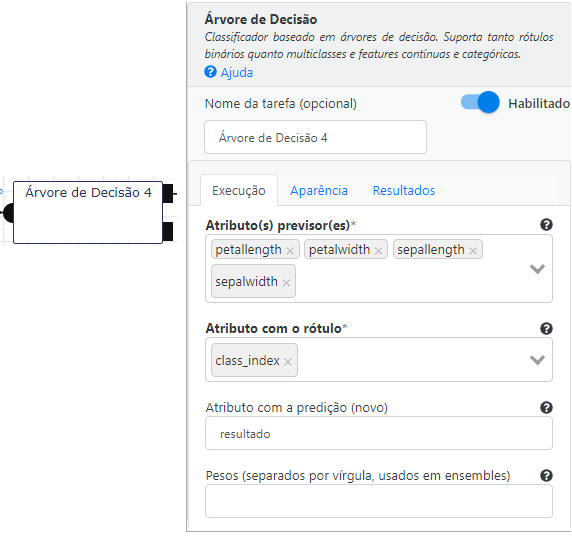 Árvore de Decisão
Classificador baseado em árvores de decisão. Suporta tanto rótulos
binários quanto multiclasses e features contínuas e categóricas.
Ajuda
Nome da tarefa (opcional)
Habilitado
Árvore de Decisão 4
Árvore de Decisão 4
Execução
Aparência
Resultados
Atributo(s) previsor(es)*
petallength × petalwidth × sepallength ×
sepalwidth ×
Atributo com o rótulo*
class_index ×
Atributo com a predição (novo)
resultado
Pesos (separados por vírgula, usados em ensembles)